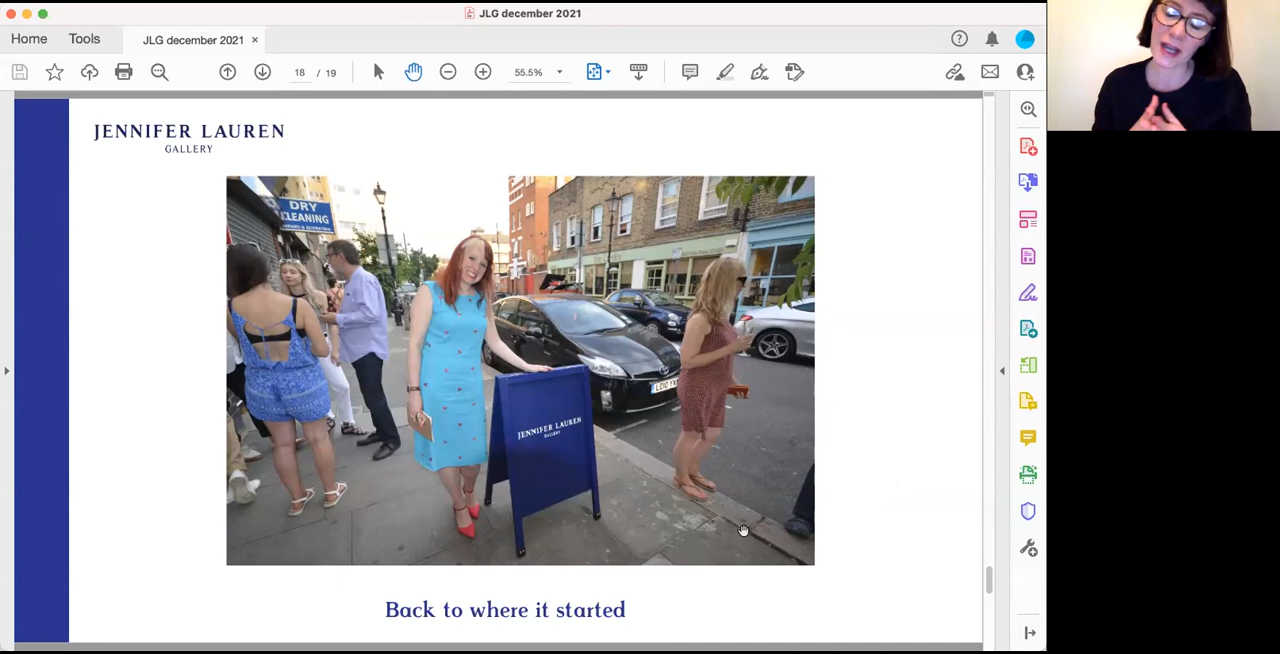 JLG december 2021
Home
Tools
JLG december 2021
18 / 19
55.5%
JENNIFER LAUREN
GALLERY
DRY
CLEANING
JENNIFER LAUREN
GALLERY
Back to where it started